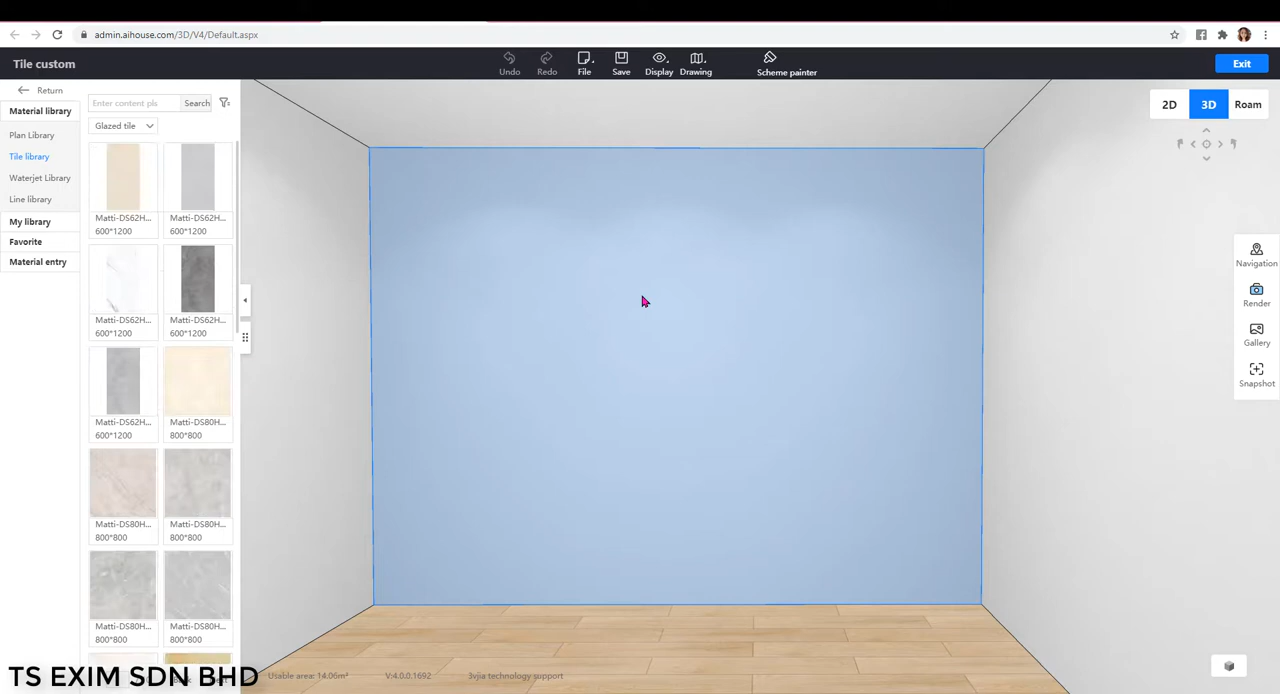 admin.aihouse.com/3D/V4/Default.aspx
Tile custom
Undo
Redo
File
Save
Display
Drawing
Scheme painter
Exit
Return
Material library
Plan Library
Tile library
Waterjet Library
Line library
My library
Favorite
Material entry
Enter content pls
Search
Glazed tile
Matti-DS62H...
600*1200
Matti-DS62H...
600*1200
Matti-DS62H...
600*1200
Matti-DS62H...
600*1200
Matti-DS62H...
600*1200
Matti-DS80H...
800*800
Matti-DS80H...
800*800
Matti-DS80H...
800*800
Matti-DS80H...
800*800
Matti-DS80H...
800*800
2D
3D
Roam
Navigation
Render
Gallery
Snapshot
TS EXIM SDN BHD
Usable area: 14.06m²
V:4.0.0.1692
3vjia technology support